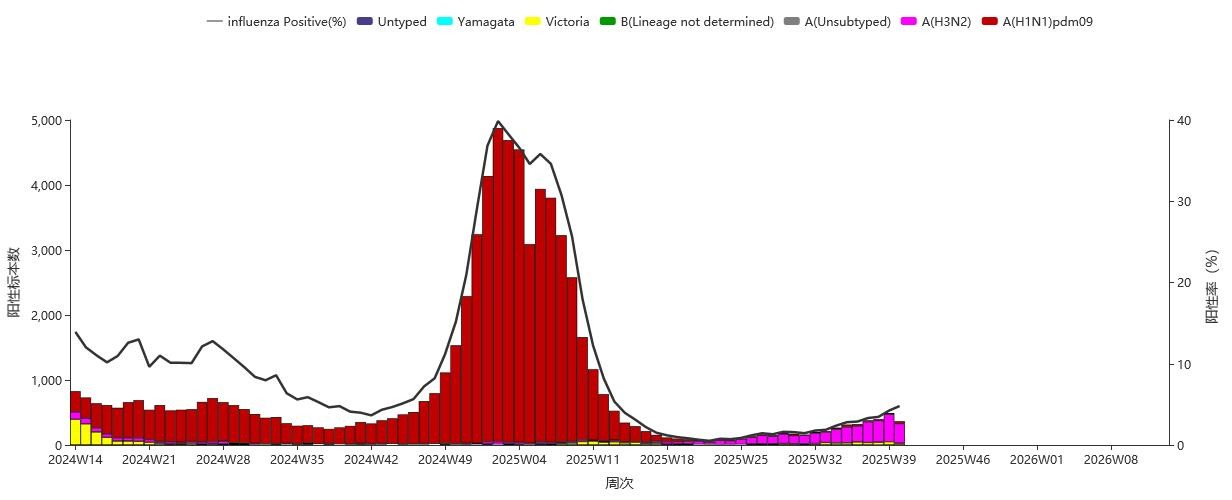 influenza Positive(%) Untyped Yamagata Victoria B(Lineage not determined) A(Unsubtyped) A(H3N2) A(H1N1)pdm09
5,000 40
4,000
30
3,000
阳性标本数 阳性率（%）
20
2,000
10
1,000
0 0
2024W14 2024W21 2024W28 2024W35 2024W42 2024W49 2025W04 2025W11 2025W18 2025W25 2025W32 2025W39 2025W46 2026W01 2026W08
周次